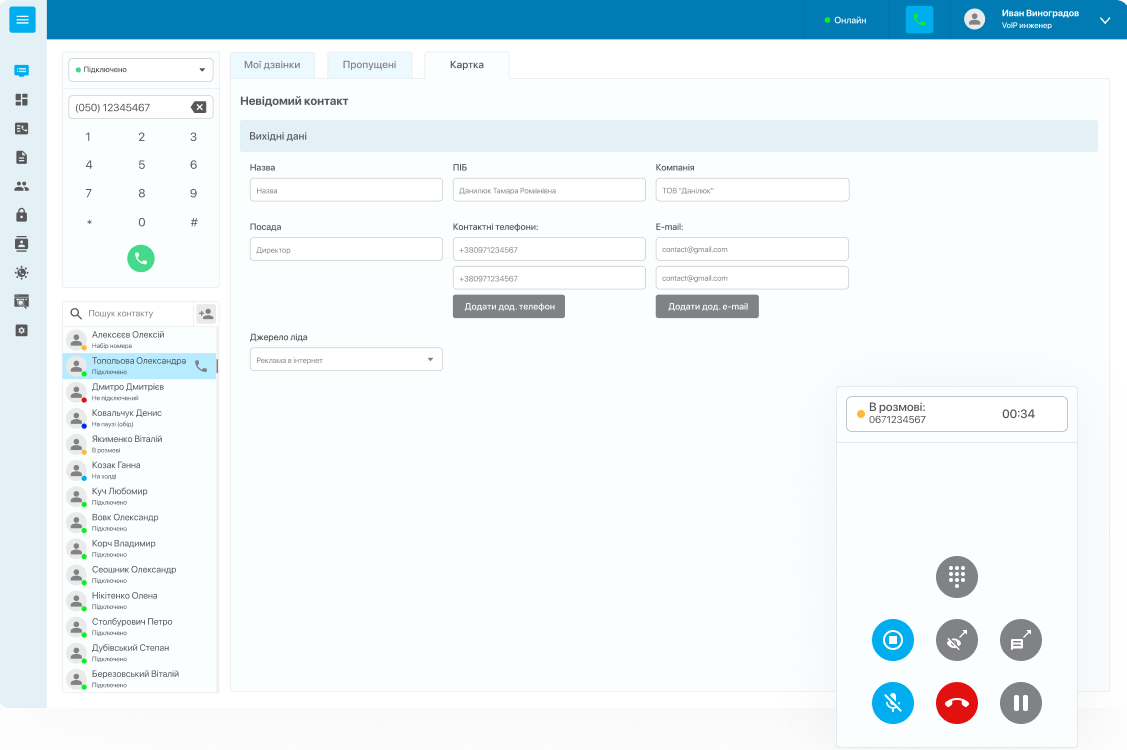 Онлайн
Иван Виноградов
VoIP инженер
Підключено
(050) 12345467
1 2 3
4 5 6
7 8 9
* 0 #
Пошук контакту
Алексєєв Олексій
Набір номера
Топольова Олександра
Підключено
Дмитро Дмитрієв
Не підключений
Ковальчук Денис
На паузі (обід)
Якименко Віталій
В розмові
Козак Ганна
На холді
Куч Любомир
Підключено
Вовк Олександр
Підключено
Корч Владимир
Підключено
Сеошник Олександр
Підключено
Нікітенко Олена
Підключено
Столбурович Петро
Підключено
Дубівський Степан
Підключено
Березовський Віталій
Підключено
Мої дзвінки Пропущені Картка
Невідомий контакт
Вихідні дані
Назва ПІБ Компанія
Назва Данилюк Тамара Романівна ТОВ "Данілюк"
Посада Контактні телефони: E-mail:
Директор +380971234567 contact@gmail.com
+380971234567 contact@gmail.com
Додати дод. телефон Додати дод. e-mail
Джерело ліда
Реклама в інтернет
В розмові:
0671234567
00:34